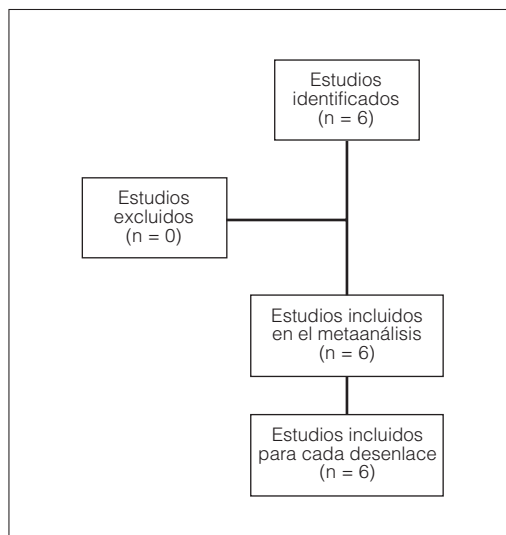 Estudios
identificados
(n = 6)
Estudios
excluidos
(n = 0)
Estudios incluidos
en el metaanálisis
(n = 6)
Estudios incluidos
para cada desenlace
(n = 6)